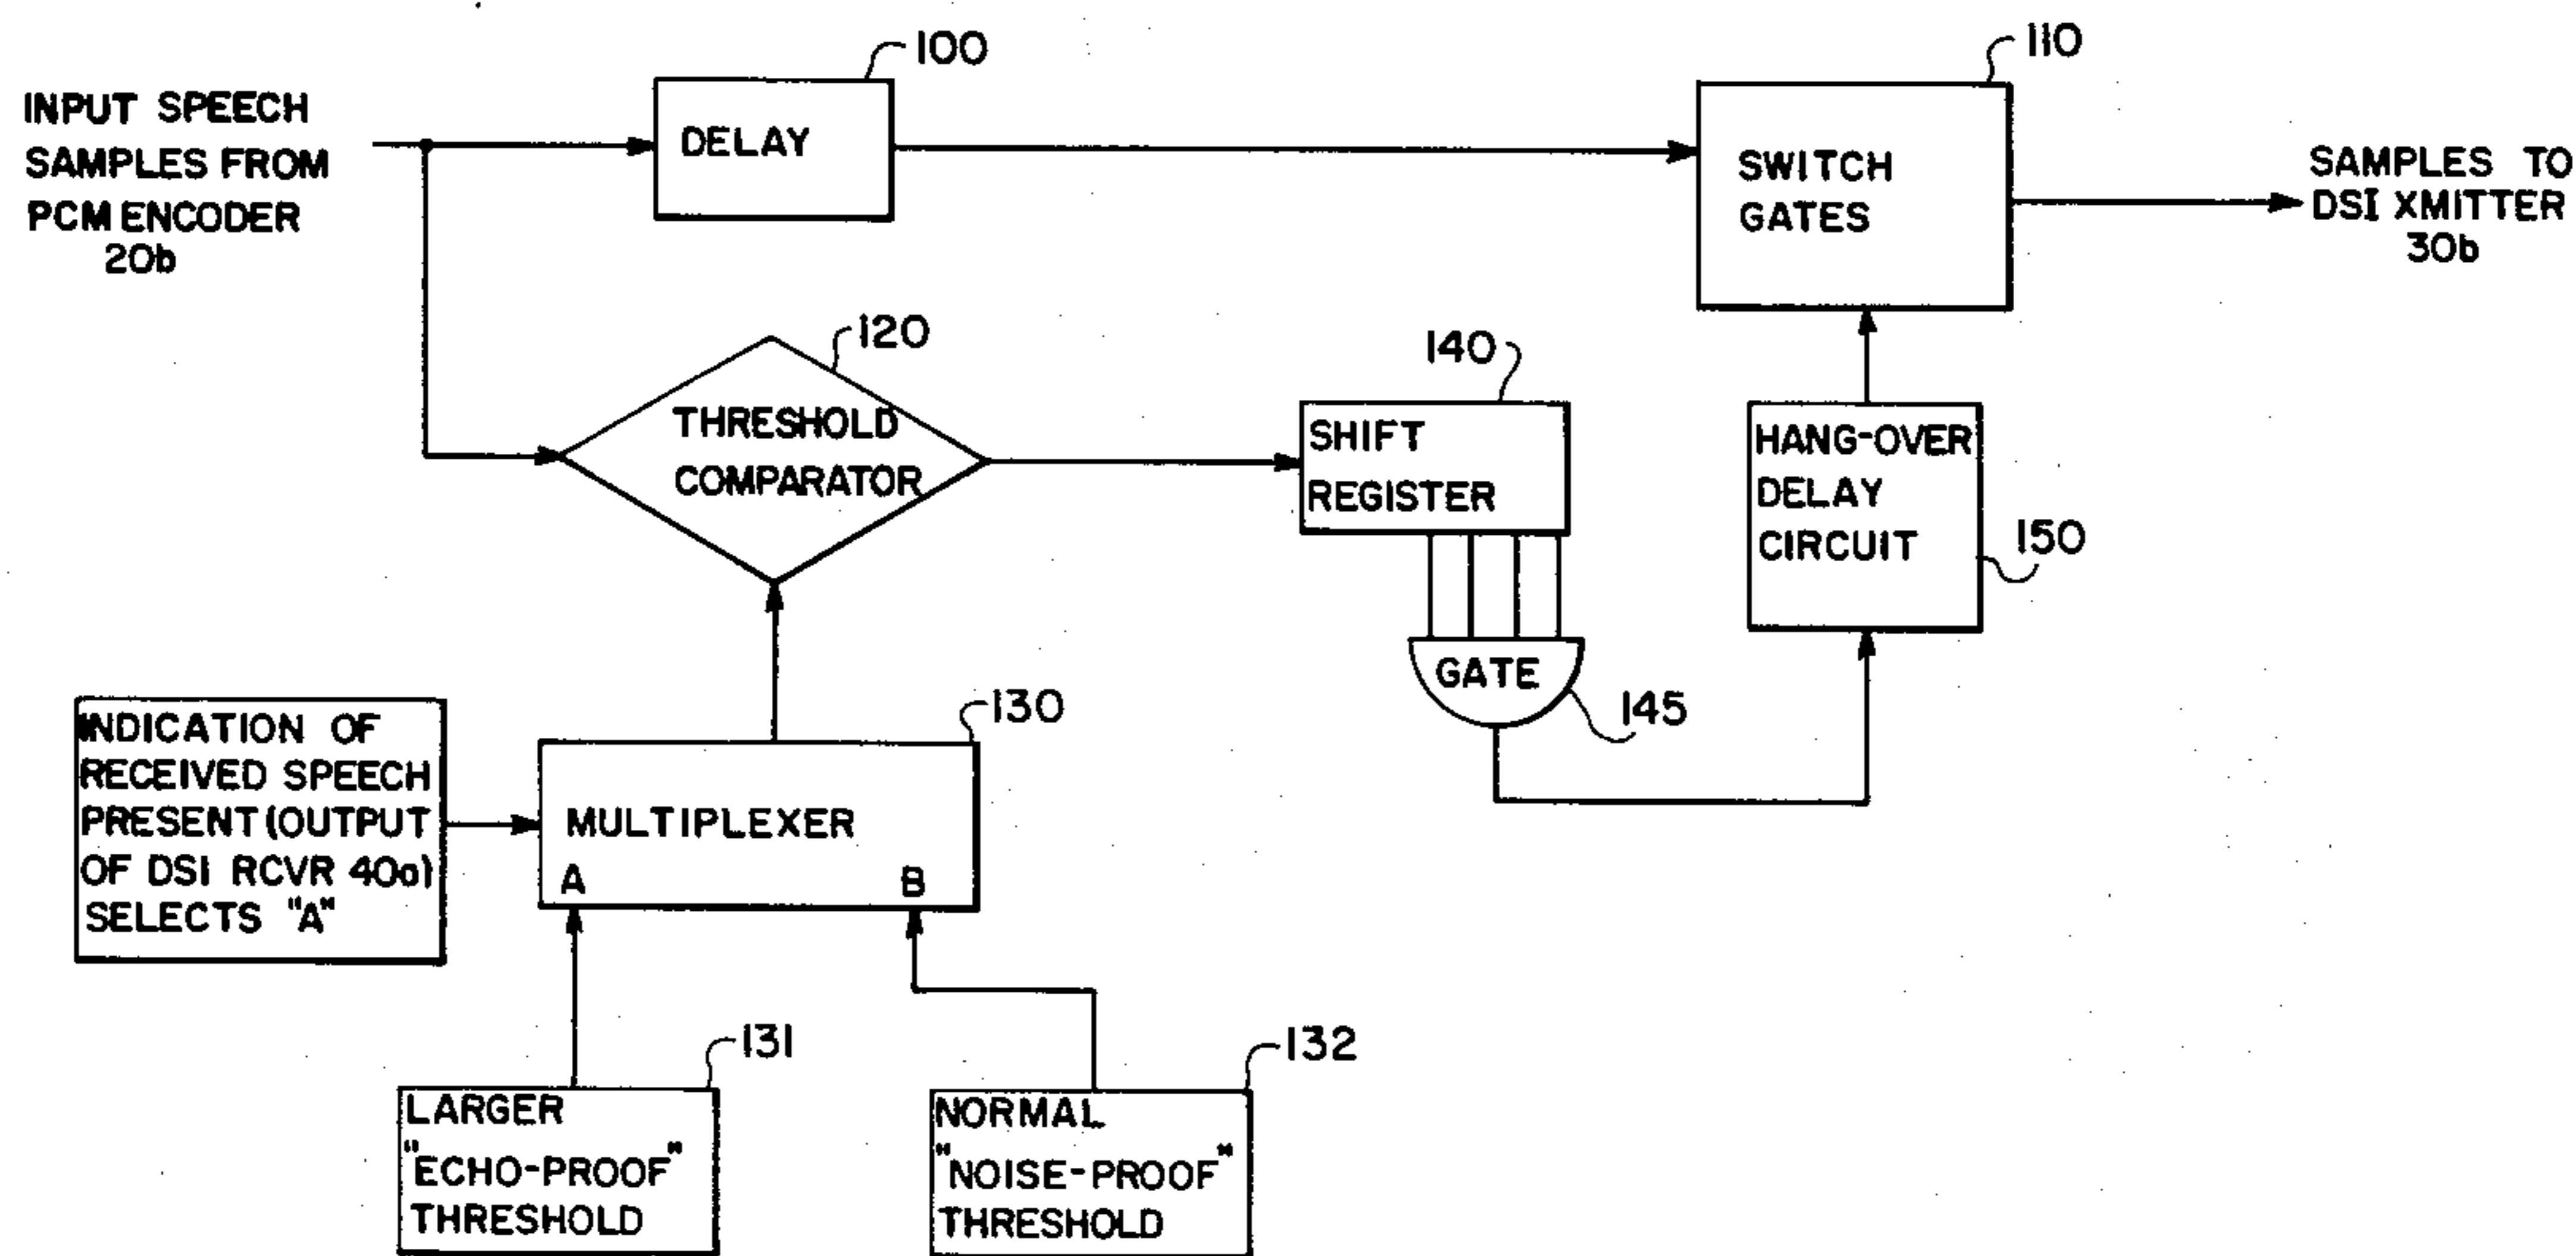 100
110
INPUT SPEECH
SAMPLES FROM
PCM ENCODER
20b
DELAY
SWITCH
GATES
SAMPLES TO
DSI XMITTER
30b
120
THRESHOLD
COMPARATOR
140
SHIFT
REGISTER
HANG-OVER
DELAY
CIRCUIT
150
GATE
145
INDICATION OF
RECEIVED SPEECH
PRESENT (OUTPUT
OF DSI RCVR 40a)
SELECTS "A"
130
MULTIPLEXER
A
B
131
132
LARGER
"ECHO-PROOF"
THRESHOLD
NORMAL
"NOISE-PROOF"
THRESHOLD